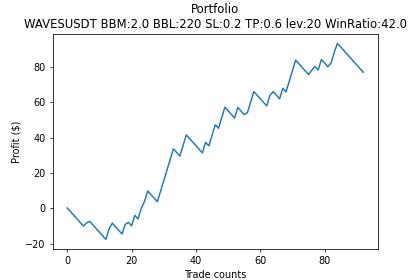 Portfolio
WAVESUSDT BBM:2.0 BBL:220 SL:0.2 TP:0.6 lev:20 WinRatio:42.0
Profit ($)
80
60
40
20
0
−20
0 20 40 60 80
Trade counts